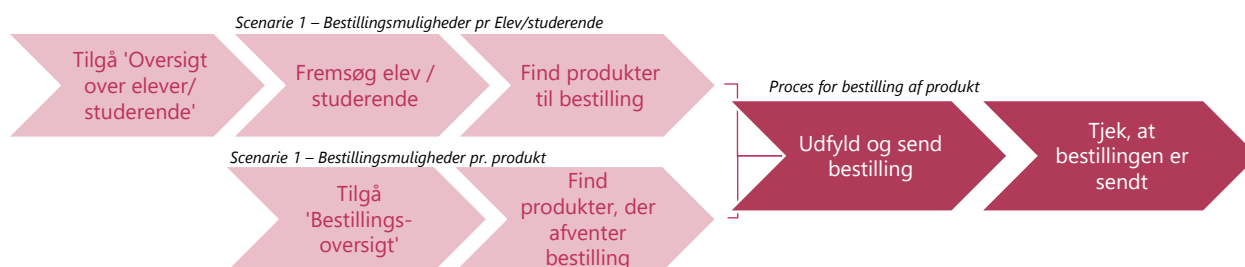 Scenarie 1 – Bestillingsmuligheder pr Elev/studerende
Tilgå 'Oversigt
over elever/
studerende'
Fremsøg elev /
studerende
Find produkter
til bestilling
Scenarie 1 – Bestillingsmuligheder pr. produkt
Tilgå
'Bestillings-
oversigt'
Find
produkter, der
afventer
bestilling
Proces for bestilling af produkt
Udfyld og send
bestilling
Tjek, at
bestillingen er
sendt